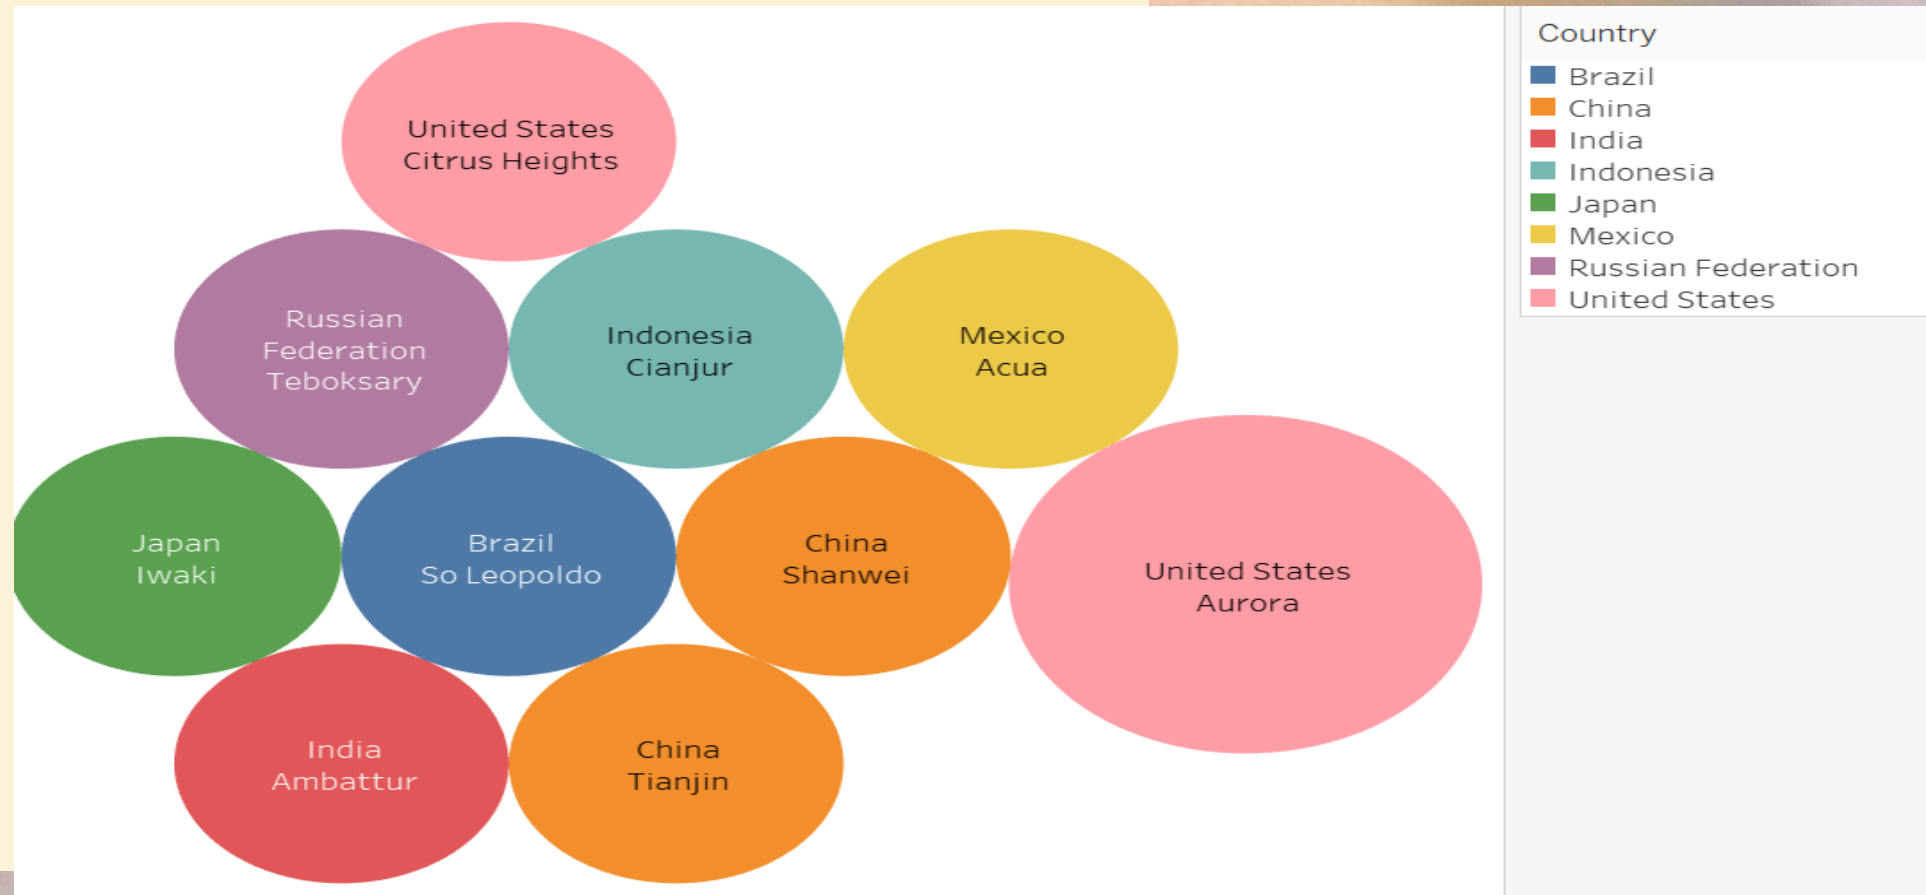 United States
Citrus Heights
Russian
Federation
Teboksary
Indonesia
Cianjur
Mexico
Acua
Japan
Iwaki
Brazil
So Leopoldo
China
Shanwei
United States
Aurora
India
Ambattur
China
Tianjin
Country
Brazil
China
India
Indonesia
Japan
Mexico
Russian Federation
United States